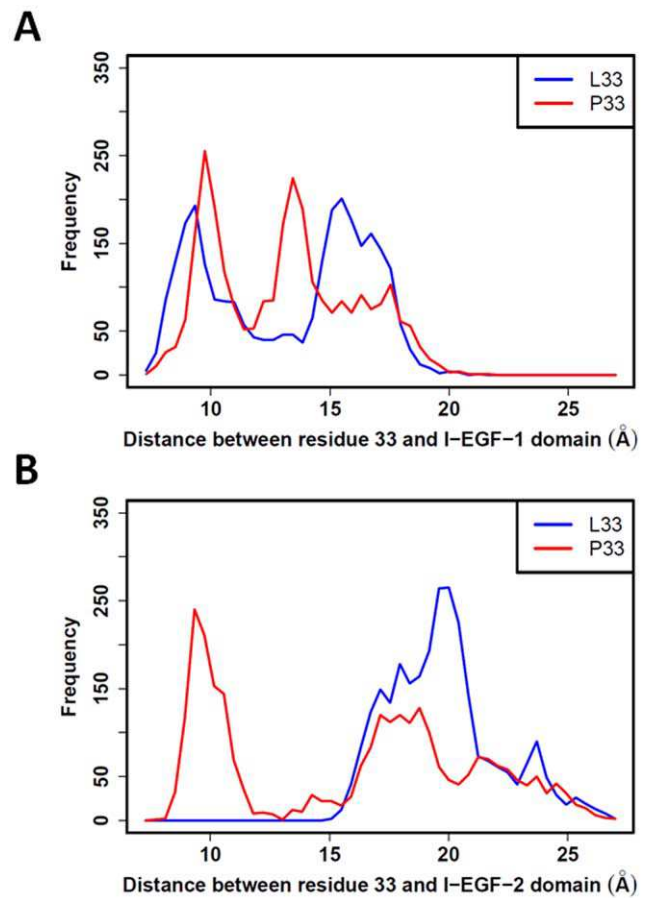 A
350
250
150
50
0
Frequency
L33
P33
10
15
20
25
Distance between residue 33 and I−EGF−1 domain (Å)
B
350
250
150
50
0
Frequency
L33
P33
10
15
20
25
Distance between residue 33 and I−EGF−2 domain (Å)